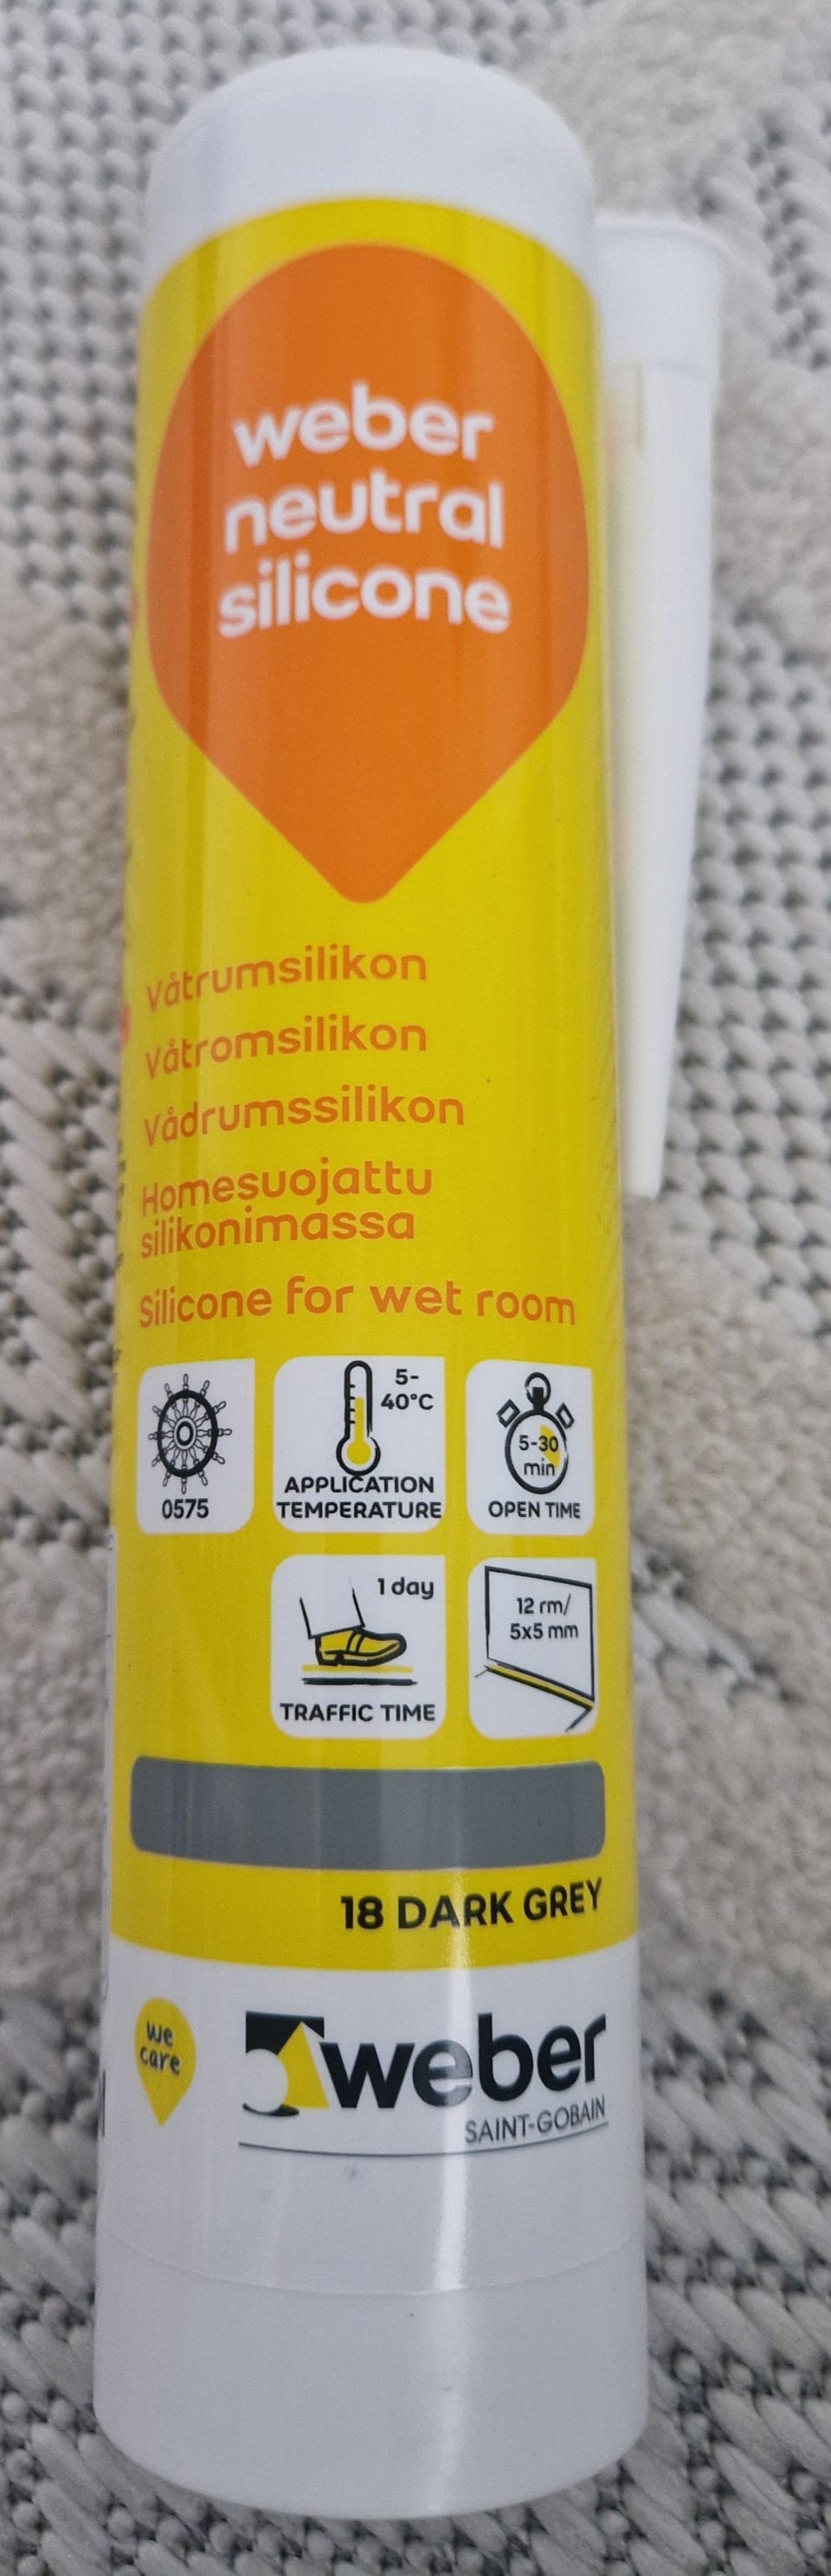 weber
neutral
silicone
Våtrumsilikon
Våtromsilikon
Vådrumssilikon
Homesuojattu
silikonimassa
Silicone for wet room
0575
5-
40°C
APPLICATION
TEMPERATURE
5-30
min
OPEN TIME
1 day
TRAFFIC TIME
12 rm/
5x5 mm
18 DARK GREY
we
care
weber
SAINT-GOBAIN